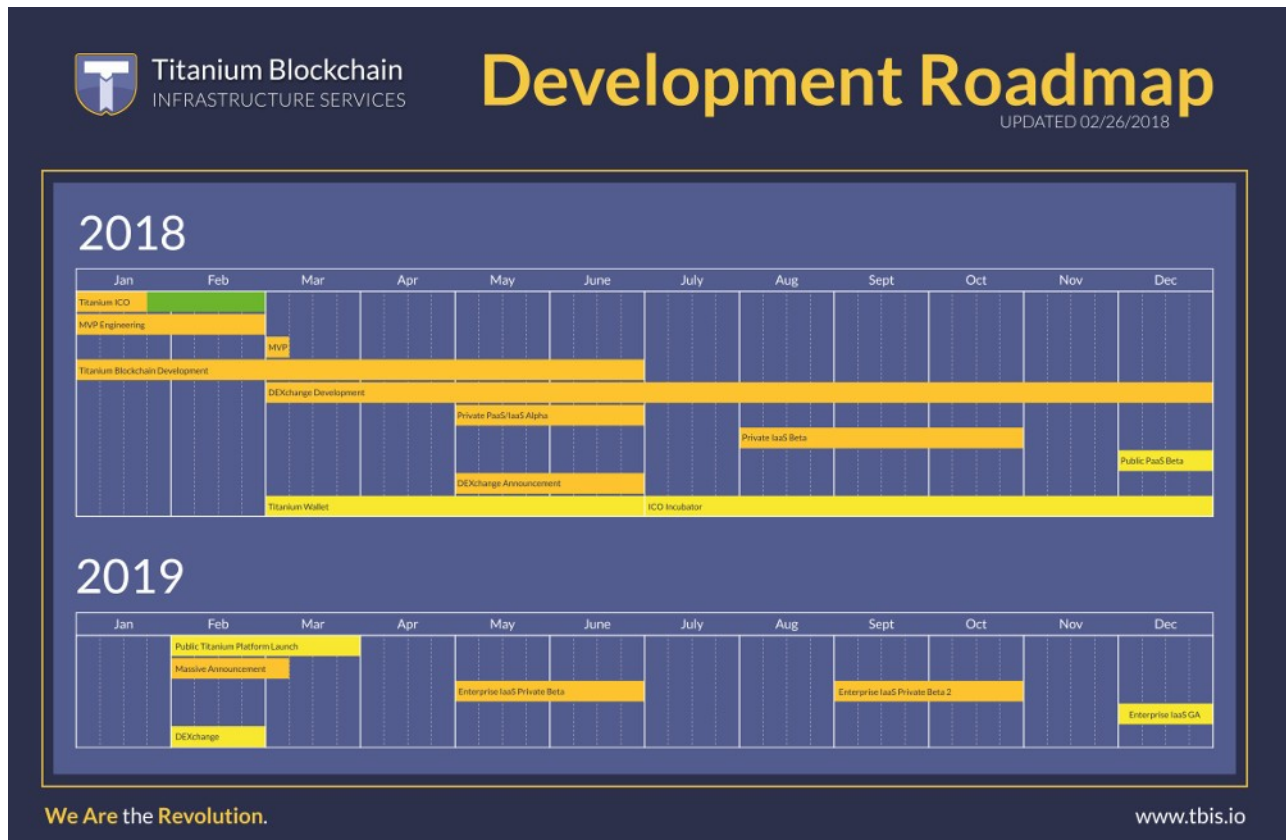 Titanium Blockchain
INFRASTRUCTURE SERVICES
Development Roadmap
UPDATED 02/26/2018
2018
Jan Feb Mar Apr May June July Aug Sept Oct Nov Dec
Titanium ICO
MVP Engineering
MVP
Titanium Blockchain Development
DEXchange Development
Private PaaS/IaaS Alpha
Private IaaS Beta
Public PaaS Beta
DEXchange Announcement
Titanium Wallet ICO Incubator
2019
Jan Feb Mar Apr May June July Aug Sept Oct Nov Dec
Public Titanium Platform Launch
Massive Announcement
Enterprise IaaS Private Beta Enterprise IaaS Private Beta 2
Enterprise IaaS GA
DEXchange
We Are the Revolution. www.tbis.io